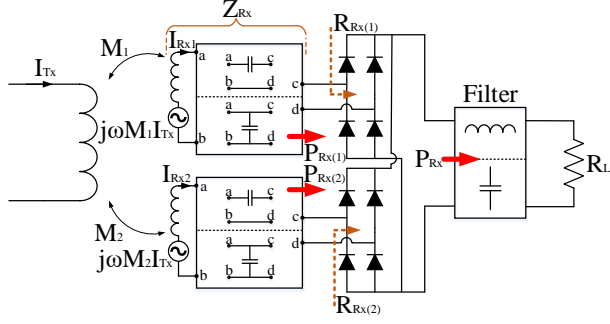 Z_Rx
R_Rx(1)
M_1
I_Rx1
I_Tx
a
a c
b d
c
a c
d
jωM_1I_Tx
b d
b
P_Rx(1)
Filter
P_Rx
R_L
I_Rx2
P_Rx(2)
a
a c
b d
c
M_2
a c
d
jωM_2I_Tx
b d
b
R_Rx(2)